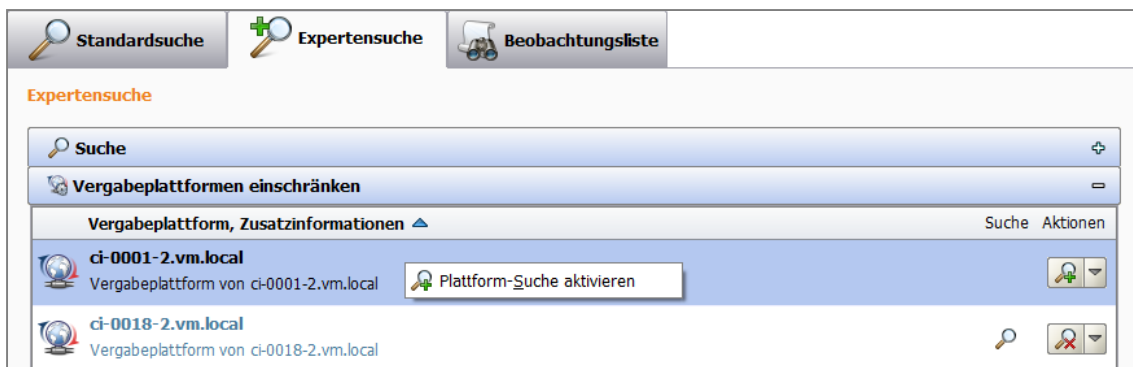 Standardsuche
Expertensuche
Beobachtungsliste
Expertensuche
Suche
Vergabeplattformen einschränken
Vergabeplattform, Zusatzinformationen Suche Aktionen
ci-0001-2.vm.local
Vergabeplattform von ci-0001-2.vm.local
Plattform-Suche aktivieren
ci-0018-2.vm.local
Vergabeplattform von ci-0018-2.vm.local